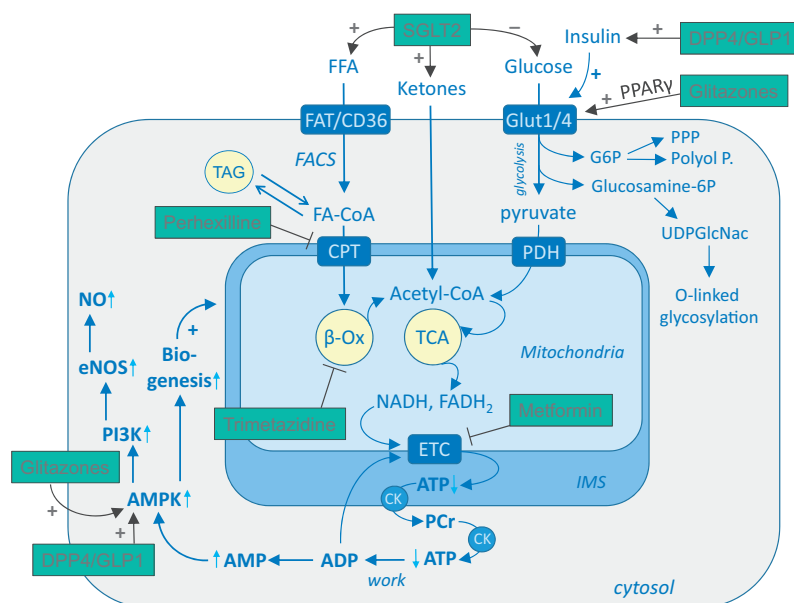 SGLT2
+
+
–
Insulin
+
DPP4/GLP1
FFA
Ketones
Glucose
+
+
PPARγ
Glitazones
FAT/CD36
Glut1/4
FACS
glycolysis
PPP
G6P
Polyol P.
TAG
Glucosamine-6P
FA-CoA
pyruvate
Perhexilline
UDPGlcNac
CPT
PDH
Acetyl-CoA
O-linked
glycosylation
NO↑
+
β-Ox
TCA
Mitochondria
eNOS↑
Bio-
genesis↑
NADH, FADH₂
Metformin
Trimetazidine
PI3K↑
ETC
Glitazones
ATP↓
IMS
AMPK↑
CK
+
PCr
+
CK
DPP4/GLP1
↑AMP
ADP
↓ATP
work
cytosol